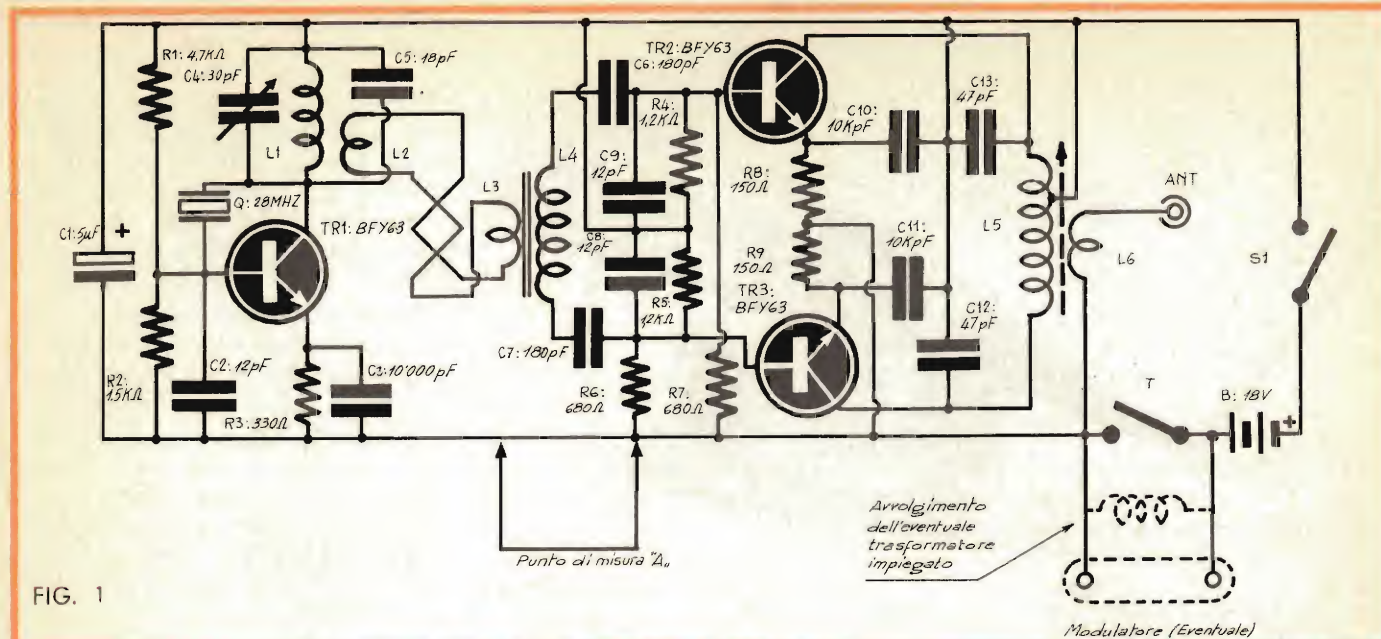 R1: 4,7KΩ
C4: 30pF
C5: 18pF
L1
L2
Q: 28MHZ
C1: 5µF +
TR1: BFY63
R2:
1,5KΩ
C2: 12pF
R3: 330Ω
C3: 10'000pF
L3
L4
TR2: BFY63
C6: 180pF
R4:
1,2KΩ
C9:
12pF
C8:
12pF
R5:
1,2KΩ
C7: 180pF
R6:
680Ω
R7:
680Ω
C10:
10KpF
C13:
47pF
R8:
150Ω
R9
150Ω
TR3:
BFY63
C11:
10KpF
C12:
47pF
L5
L6
ANT
S1
T
B: 18V
+
Punto di misura "A„
Avvolgimento
dell'eventuale
trasformatore
impiegato
Modulatore (Eventuale)
FIG. 1